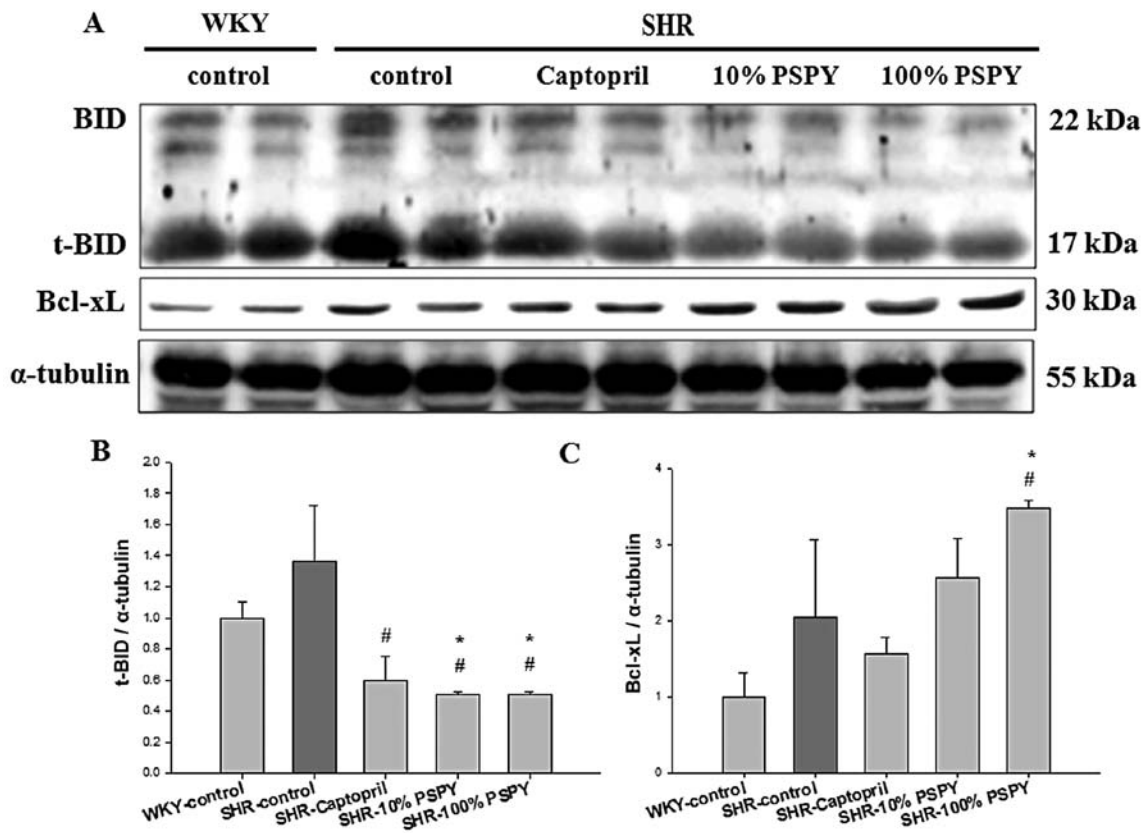 A
WKY
SHR
control
control
Captopril
10% PSPY
100% PSPY
BID
22 kDa
t-BID
17 kDa
Bcl-xL
30 kDa
α-tubulin
55 kDa
B
t-BID / α-tubulin
2.0
1.8
1.6
1.4
1.2
1.0
0.8
0.6
0.4
0.2
0.0
#
*
#
*
#
WKY-control
SHR-control
SHR-Captopril
SHR-10% PSPY
SHR-100% PSPY
C
Bcl-xL / α-tubulin
4
3
2
1
0
*
#
WKY-control
SHR-control
SHR-Captopril
SHR-10% PSPY
SHR-100% PSPY